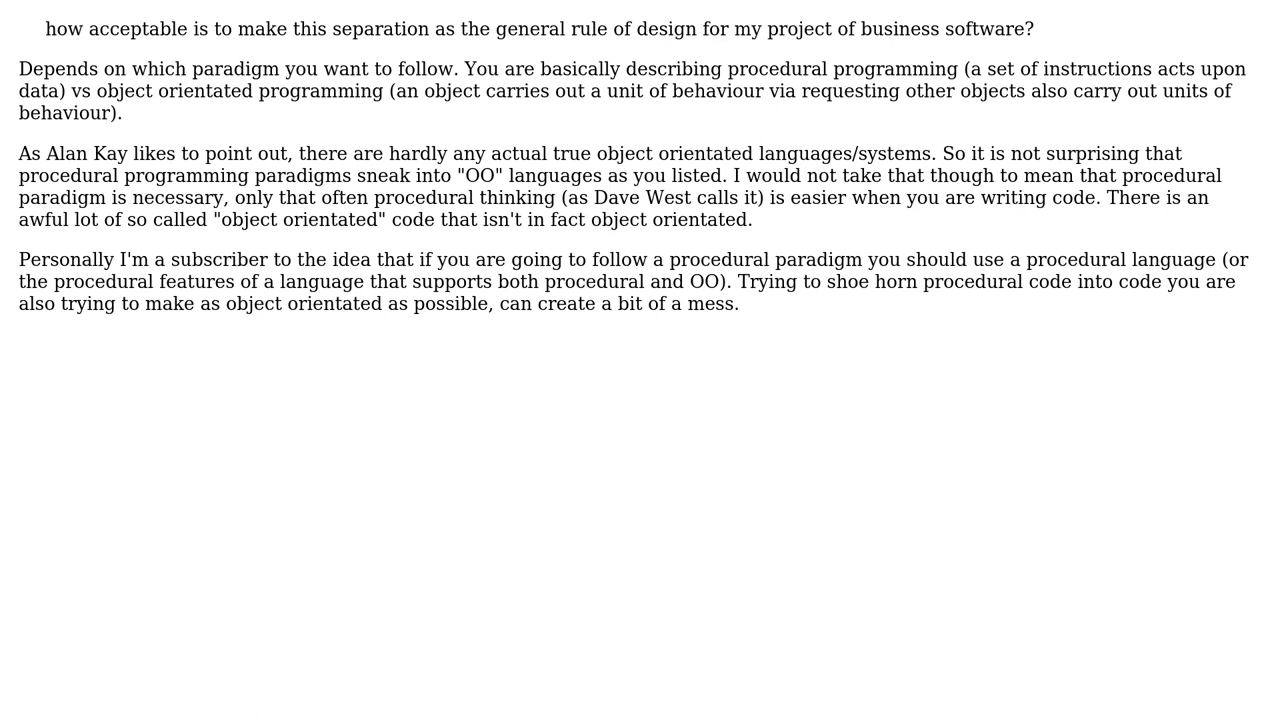 how acceptable is to make this separation as the general rule of design for my project of business software?
Depends on which paradigm you want to follow. You are basically describing procedural programming (a set of instructions acts upon
data) vs object orientated programming (an object carries out a unit of behaviour via requesting other objects also carry out units of
behaviour).
As Alan Kay likes to point out, there are hardly any actual true object orientated languages/systems. So it is not surprising that
procedural programming paradigms sneak into "OO" languages as you listed. I would not take that though to mean that procedural
paradigm is necessary, only that often procedural thinking (as Dave West calls it) is easier when you are writing code. There is an
awful lot of so called "object orientated" code that isn't in fact object orientated.
Personally I'm a subscriber to the idea that if you are going to follow a procedural paradigm you should use a procedural language (or
the procedural features of a language that supports both procedural and OO). Trying to shoe horn procedural code into code you are
also trying to make as object orientated as possible, can create a bit of a mess.